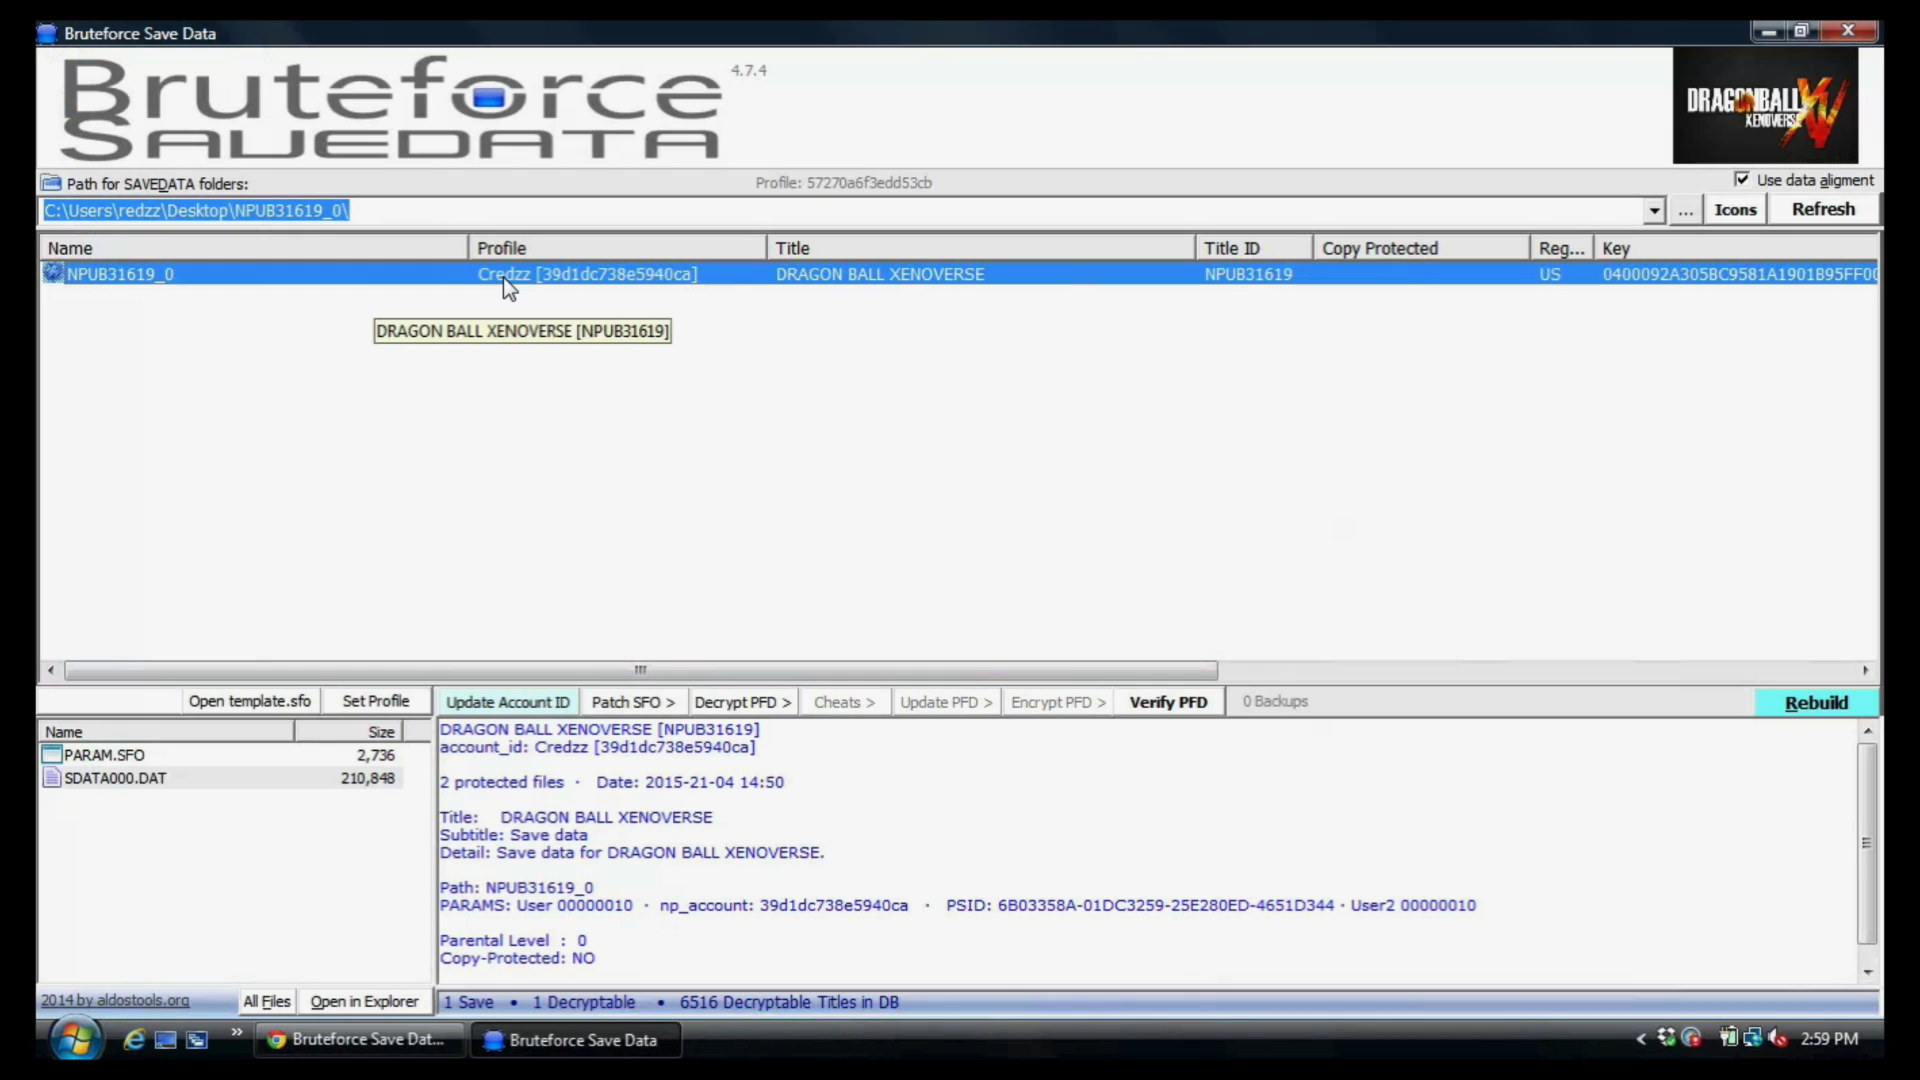 Bruteforce Save Data
Bruteforce 4.7.4
SAVEDATA
DRAGONBALL XV
XENOVERSE
Path for SAVEDATA folders:
Profile: 57270a6f3edd53cb
Use data aligment
C:\Users\redzz\Desktop\NPUB31619_0\
... Icons Refresh
Name Profile Title Title ID Copy Protected Reg... Key
NPUB31619_0 Credzz [39d1dc738e5940ca] DRAGON BALL XENOVERSE NPUB31619 US 0400092A305BC9581A1901B95FF00
DRAGON BALL XENOVERSE [NPUB31619]
Open template.sfo Set Profile Update Account ID Patch SFO > Decrypt PFD > Cheats > Update PFD > Encrypt PFD > Verify PFD 0 Backups Rebuild
Name Size
PARAM.SFO 2,736
SDATA000.DAT 210,848
DRAGON BALL XENOVERSE [NPUB31619]
account_id: Credzz [39d1dc738e5940ca]
2 protected files · Date: 2015-21-04 14:50
Title: DRAGON BALL XENOVERSE
Subtitle: Save data
Detail: Save data for DRAGON BALL XENOVERSE.
Path: NPUB31619_0
PARAMS: User 00000010 · np_account: 39d1dc738e5940ca · PSID: 6B03358A-01DC3259-25E280ED-4651D344 · User2 00000010
Parental Level : 0
Copy-Protected: NO
2014 by aldostools.org All Files Open in Explorer
1 Save • 1 Decryptable • 6516 Decryptable Titles in DB
Bruteforce Save Dat... Bruteforce Save Data 2:59 PM